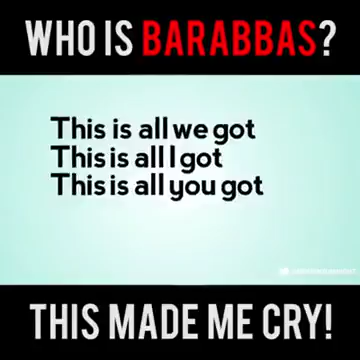 WHO IS BARABBAS?
This is all we got
This is all I got
This is all you got
THIS MADE ME CRY!